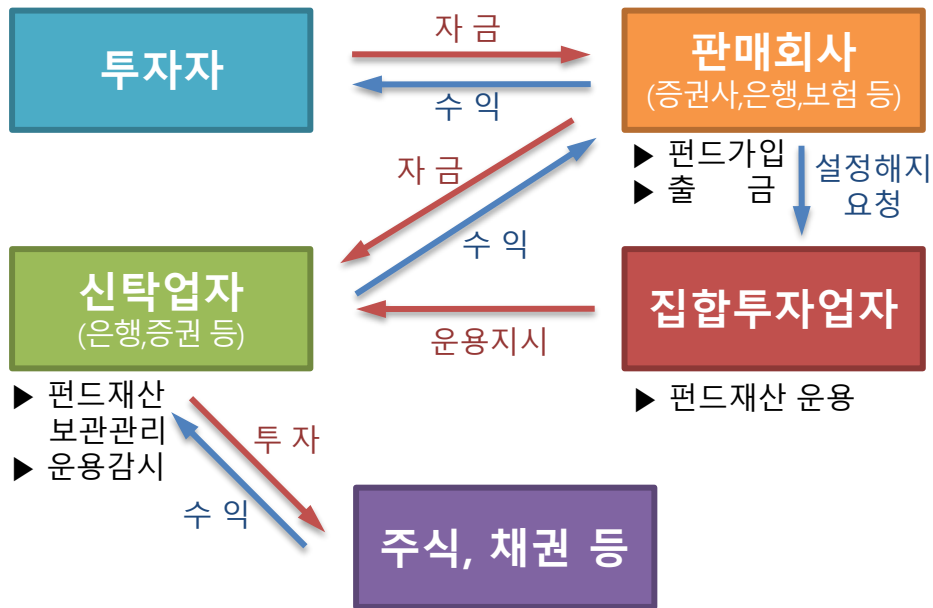 투자자
자 금
수 익
판매회사
(증권사,은행,보험 등)
▶ 펀드가입
▶ 출 금
설정해지
요청
자 금
수 익
신탁업자
(은행,증권 등)
운용지시
집합투자업자
▶ 펀드재산
보관관리
▶ 운용감시
▶ 펀드재산 운용
투 자
수 익
주식, 채권 등